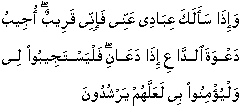 وَإِذَا سَأَلَكَ عِبَادِى عَنِّى فَإِنِّى قَرِيبٌ ۖ أُجِيبُ
دَعْوَةَ ٱلدَّاعِ إِذَا دَعَانِ ۖ فَلْيَسْتَجِيبُوا۟ لِى
وَلْيُؤْمِنُوا۟ بِى لَعَلَّهُمْ يَرْشُدُونَ